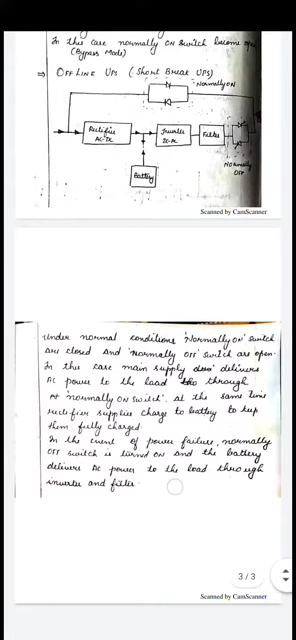 In this case normally ON switch become open
(Bypass Mode)
⇒ OFF LINE UPS (Short Break UPS)
Normally ON
Rectifier
AC-DC
Inverter
DC-AC
Filter
Battery
Normally
OFF
Scanned by CamScanner
Under normal conditions 'Normally ON' switch
are closed and 'normally OFF' switch are open.
In this case main supply delivers
AC power to the load through
'normally ON switch'. at the same time
rectifier supplies charge to battery to keep
them fully charged.
In the event of power failure, normally
OFF switch is turned ON and the battery
delivers AC power to the load through
inverter and filter.
3/3
Scanned by CamScanner